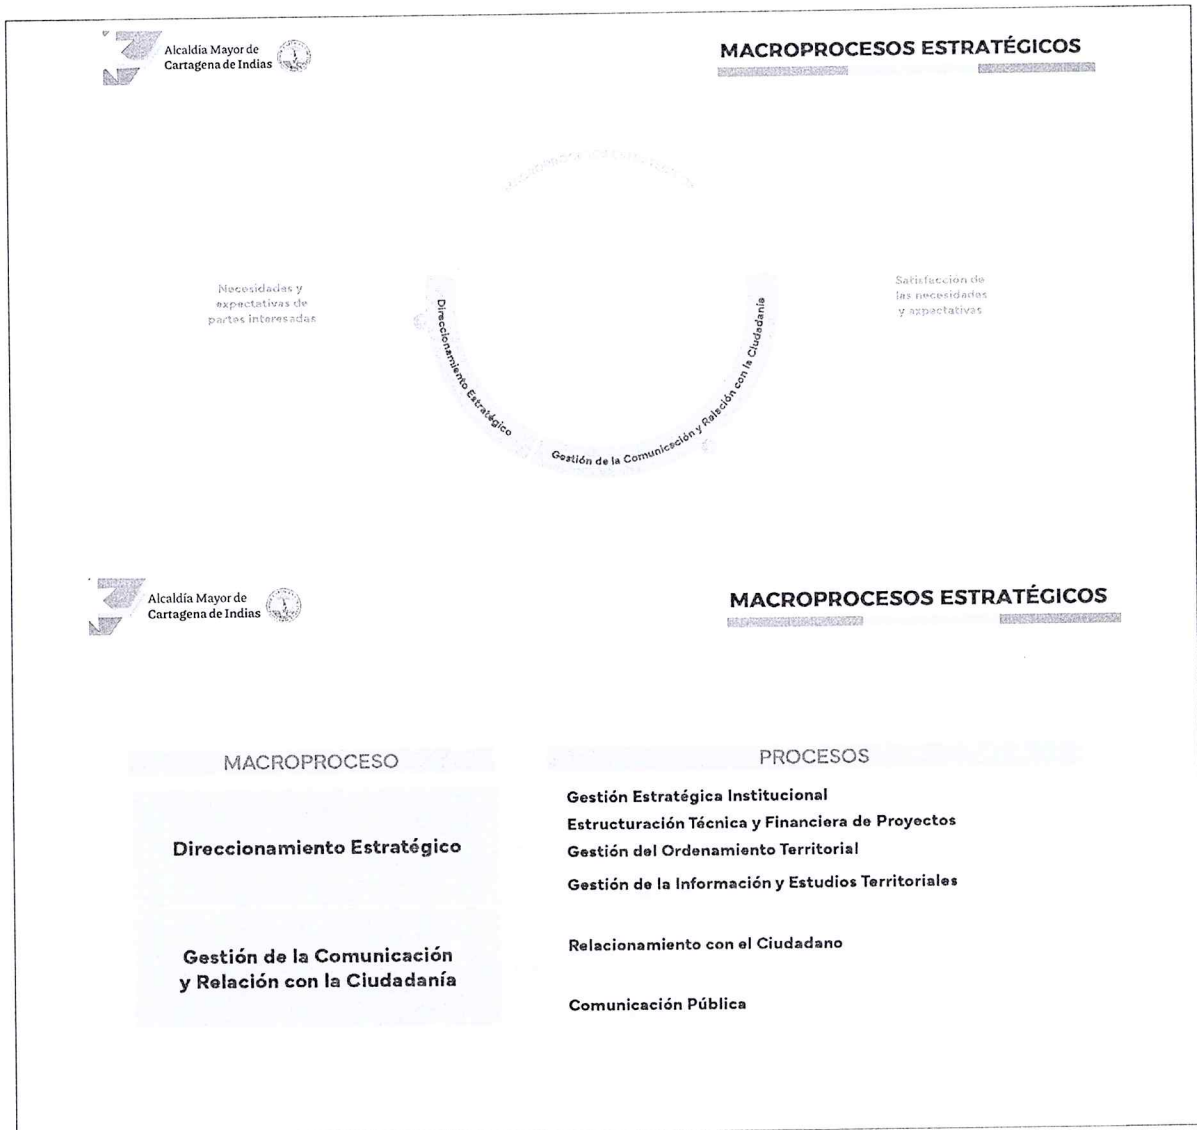 Alcaldía Mayor de
Cartagena de Indias
MACROPROCESOS ESTRATÉGICOS
Necesidades y
expectativas de
partes interesadas
Direccionamiento Estratégico
Gestión de la Comunicación y Relación con la Ciudadanía
Satisfacción de
las necesidades
y expectativas
Alcaldía Mayor de
Cartagena de Indias
MACROPROCESOS ESTRATÉGICOS
MACROPROCESO
PROCESOS
Direccionamiento Estratégico
Gestión Estratégica Institucional
Estructuración Técnica y Financiera de Proyectos
Gestión del Ordenamiento Territorial
Gestión de la Información y Estudios Territoriales
Gestión de la Comunicación
y Relación con la Ciudadanía
Relacionamiento con el Ciudadano
Comunicación Pública